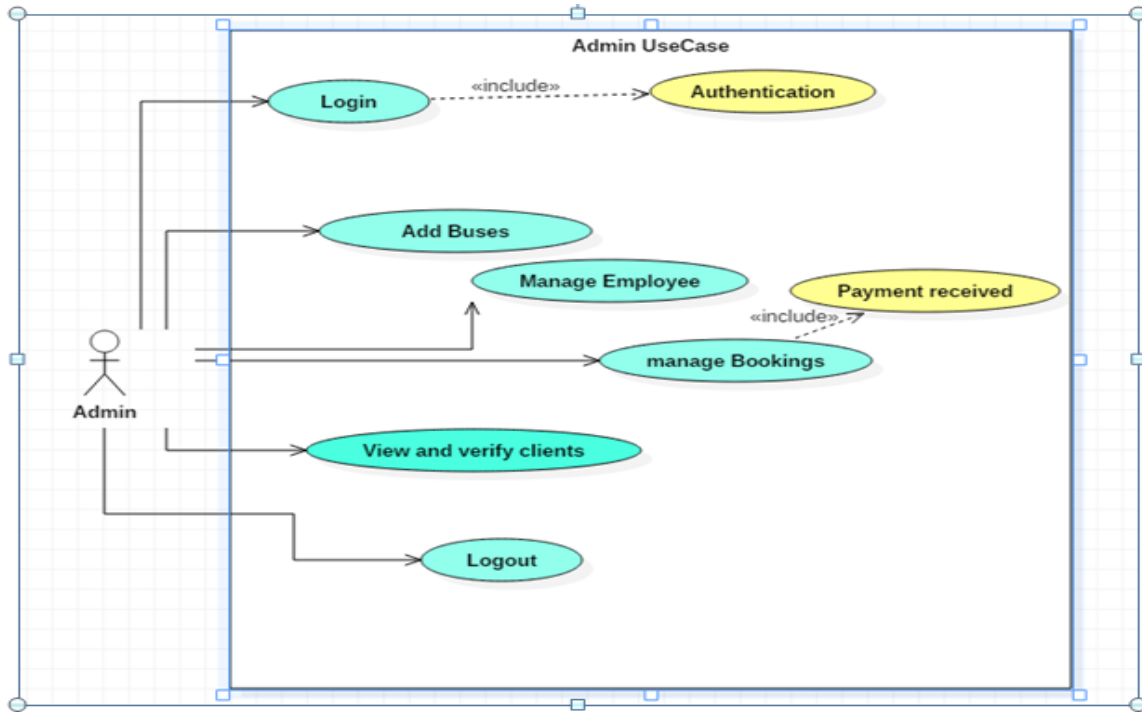 Admin UseCase
Login
«include»
Authentication
Add Buses
Manage Employee
Payment received
«include»
manage Bookings
Admin
View and verify clients
Logout